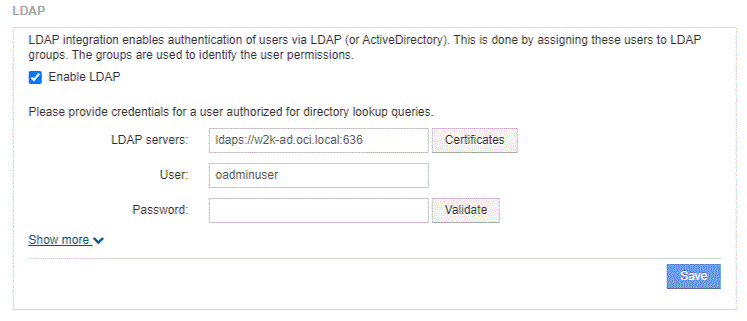 LDAP
LDAP integration enables authentication of users via LDAP (or ActiveDirectory). This is done by assigning these users to LDAP
groups. The groups are used to identify the user permissions.
Enable LDAP
Please provide credentials for a user authorized for directory lookup queries.
LDAP servers: ldaps://w2k-ad.oci.local:636 Certificates
User: oadminuser
Password: Validate
Show more
Save